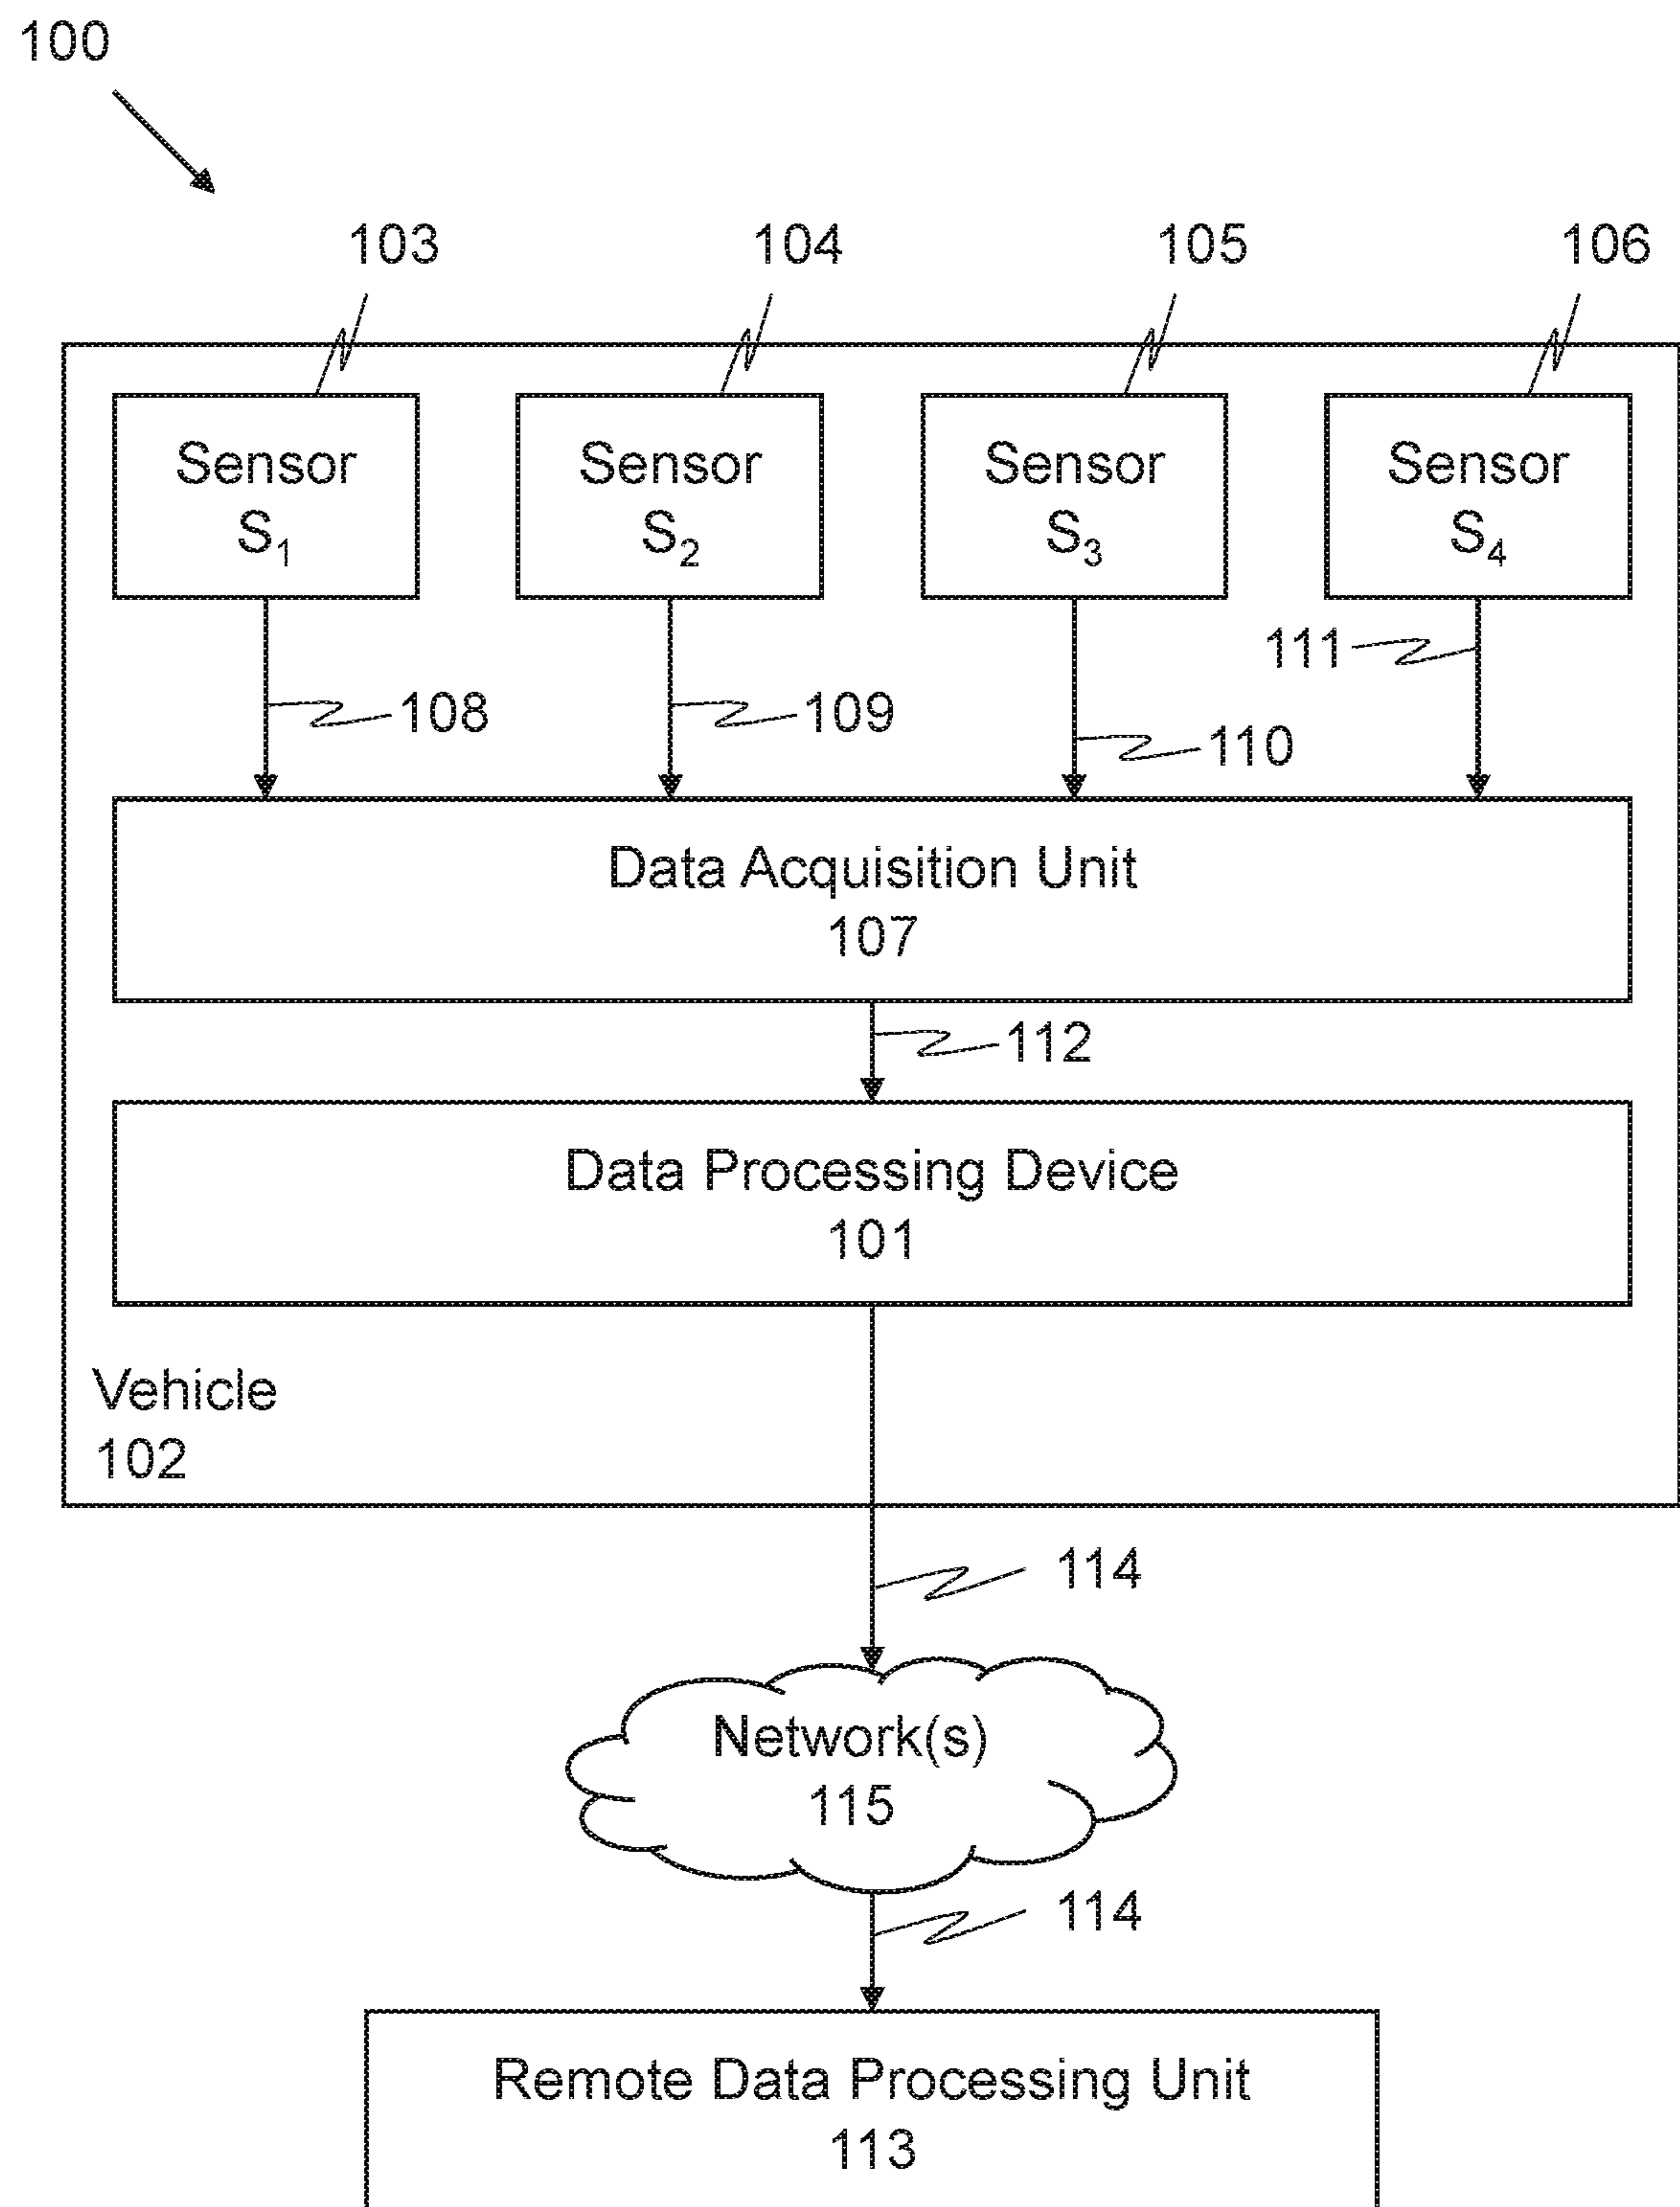 100
103 104 105 106
Sensor Sensor Sensor Sensor
S₁ S₂ S₃ S₄
111
108 109 110
Data Acquisition Unit
107
112
Data Processing Device
101
Vehicle
102
114
Network(s)
115
114
Remote Data Processing Unit
113